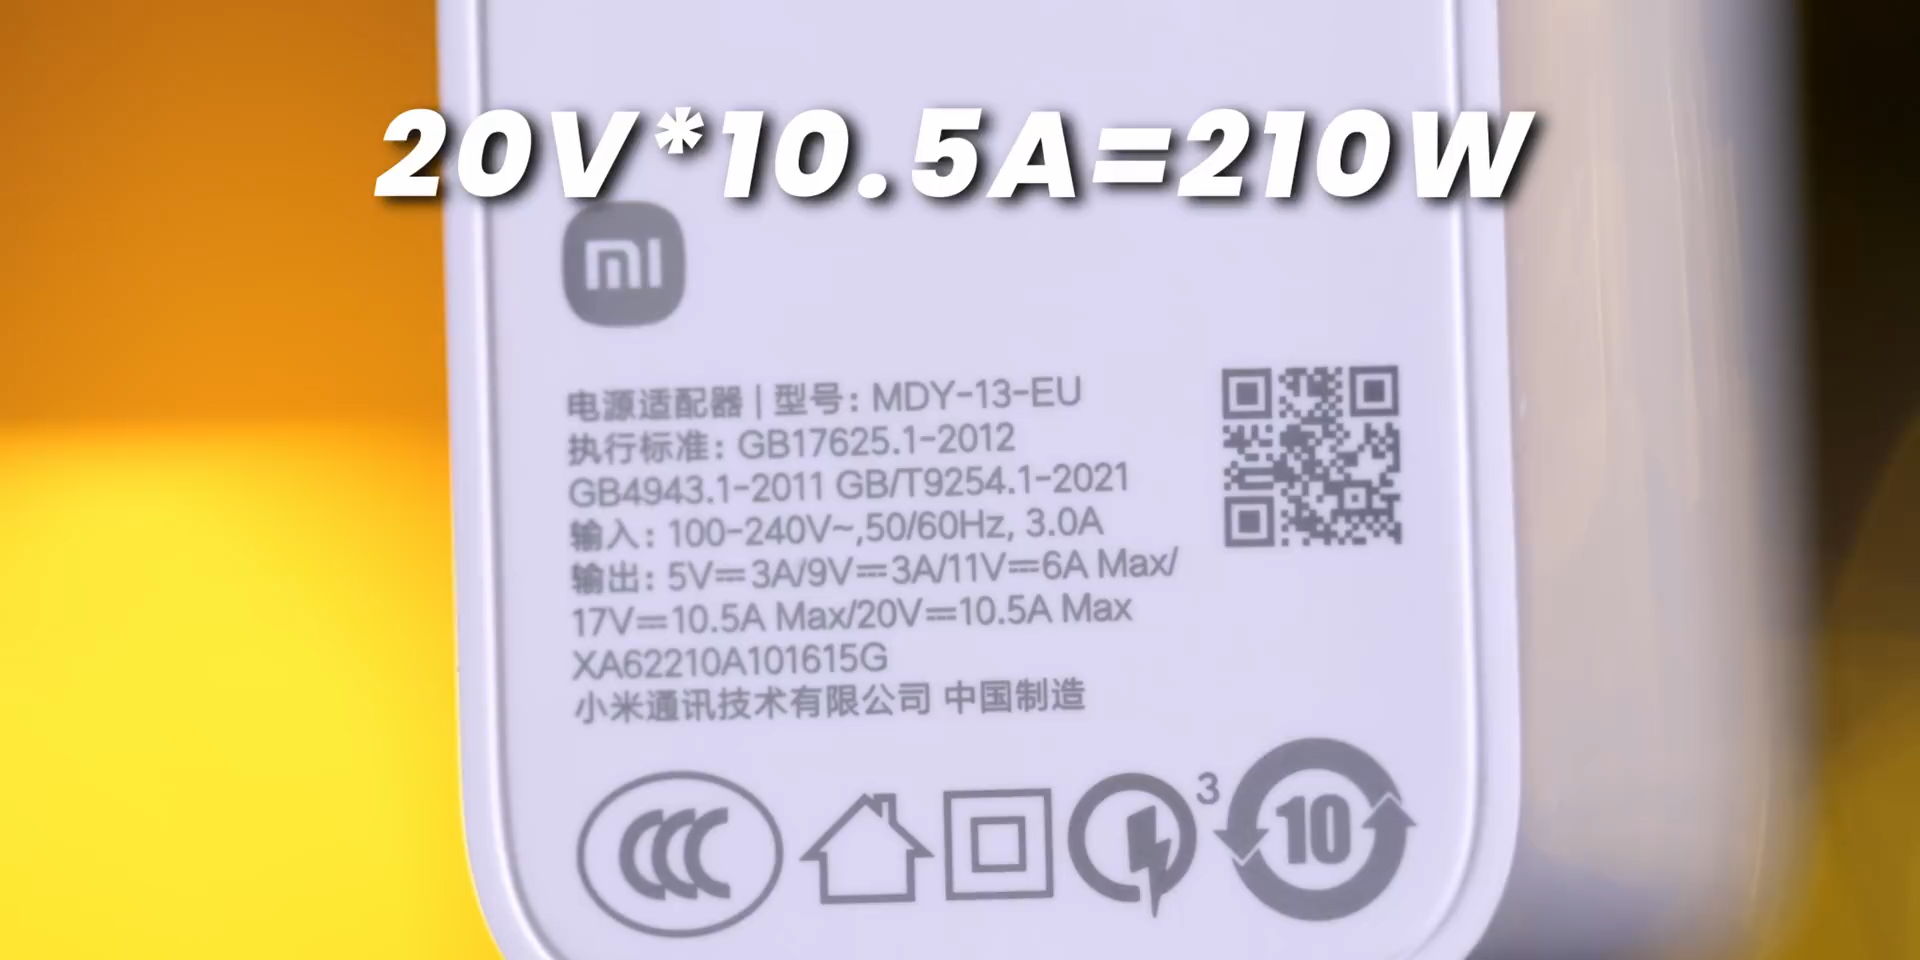 20V*10.5A=210W
mi
电源适配器 | 型号: MDY-13-EU
执行标准: GB17625.1-2012
GB4943.1-2011 GB/T9254.1-2021
输入: 100-240V~,50/60Hz, 3.0A
输出: 5V⎓3A/9V⎓3A/11V⎓6A Max/
17V⎓10.5A Max/20V⎓10.5A Max
XA62210A101615G
小米通讯技术有限公司 中国制造
CCC
3
10